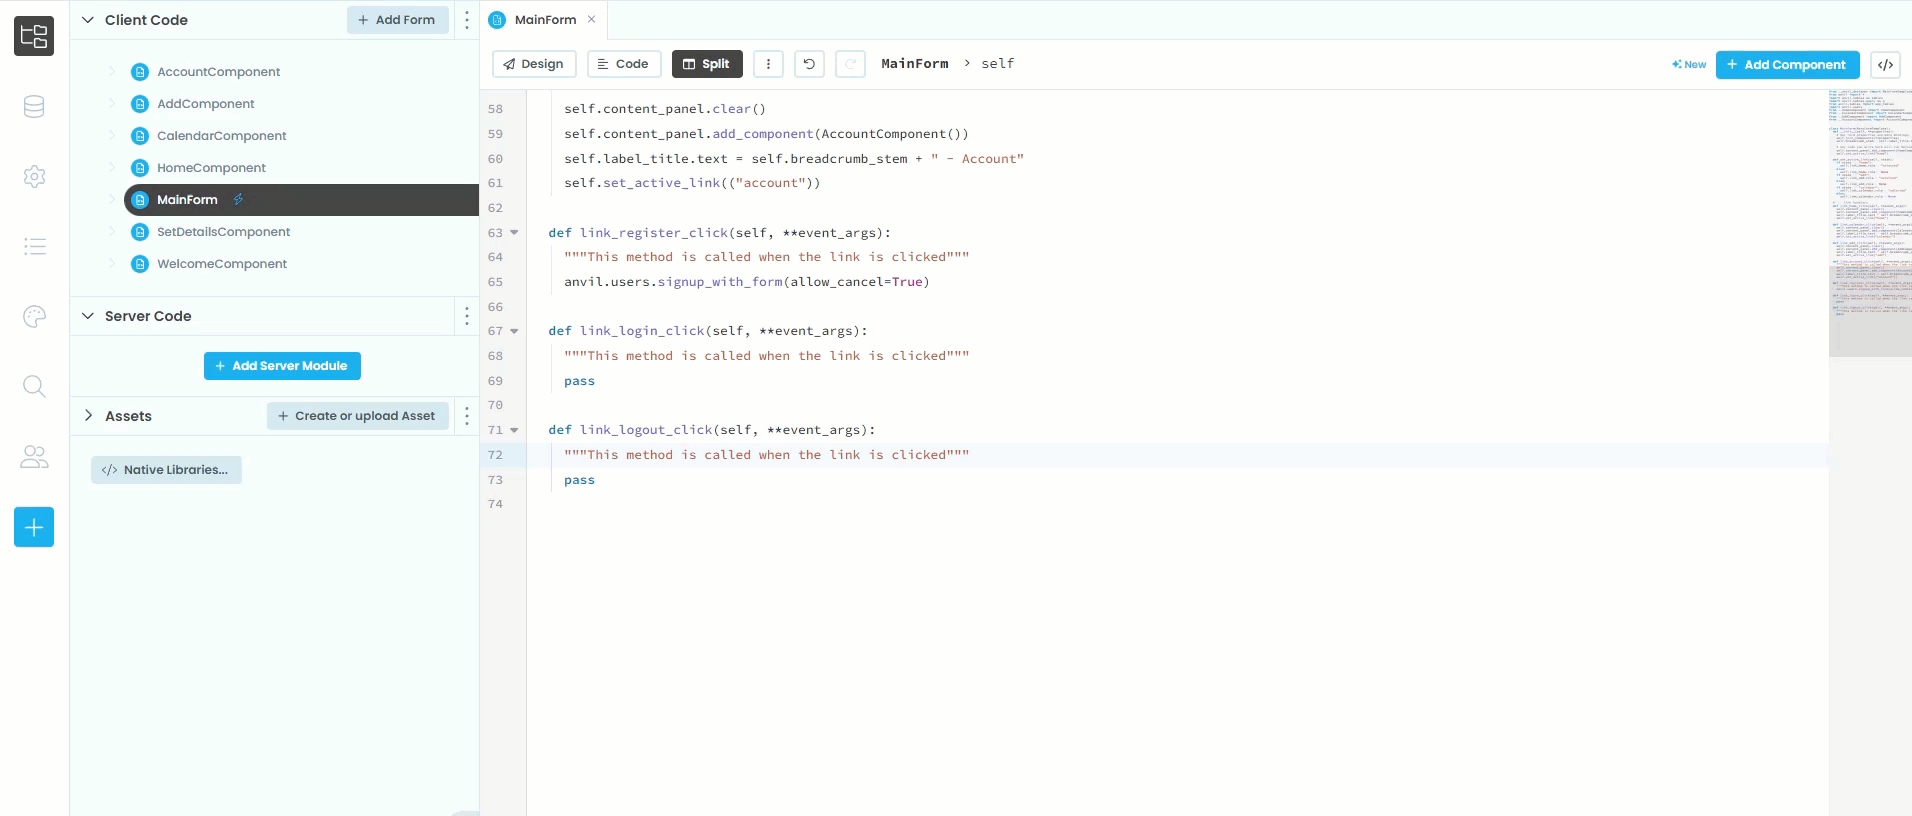 Client Code
+ Add Form
AccountComponent
AddComponent
CalendarComponent
HomeComponent
MainForm
SetDetailsComponent
WelcomeComponent
Server Code
+ Add Server Module
Assets
+ Create or upload Asset
</> Native Libraries...
MainForm ×
Design
Code
Split
MainForm > self
New
+ Add Component
</>
58 self.content_panel.clear()
59 self.content_panel.add_component(AccountComponent())
60 self.label_title.text = self.breadcrumb_stem + " - Account"
61 self.set_active_link(("account"))
62
63 def link_register_click(self, **event_args):
64 """This method is called when the link is clicked"""
65 anvil.users.signup_with_form(allow_cancel=True)
66
67 def link_login_click(self, **event_args):
68 """This method is called when the link is clicked"""
69 pass
70
71 def link_logout_click(self, **event_args):
72 """This method is called when the link is clicked"""
73 pass
74